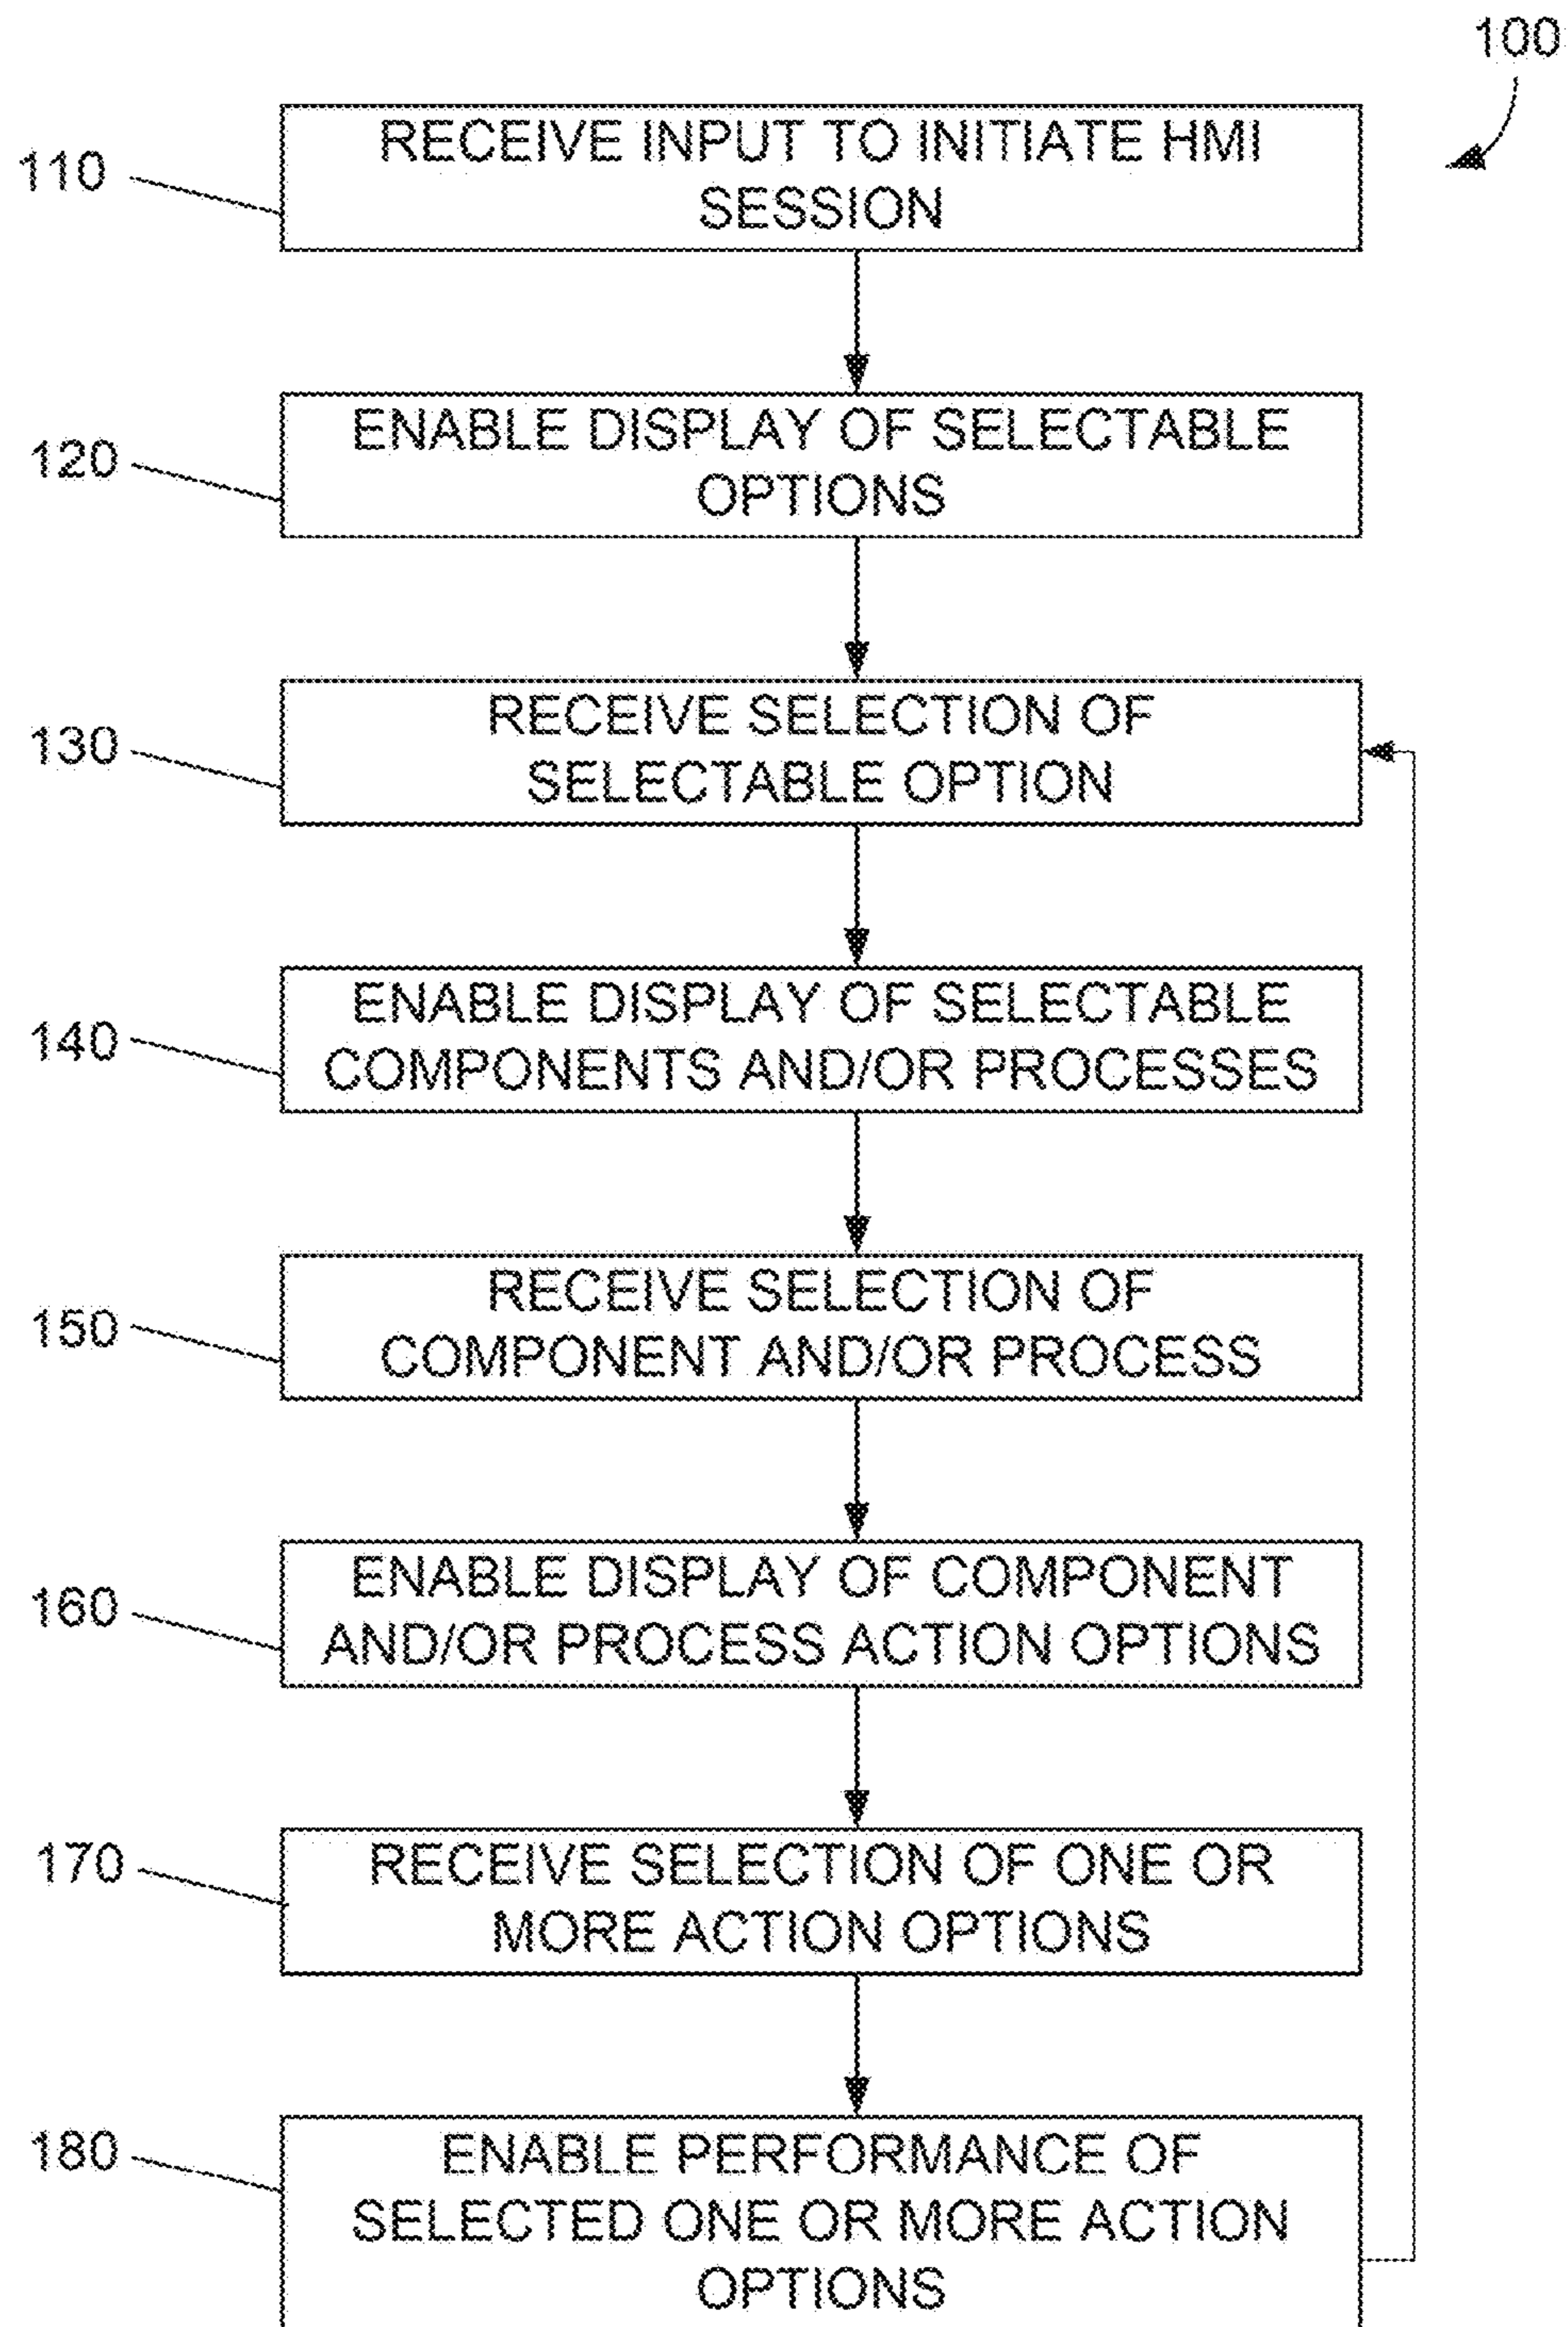 100
110
RECEIVE INPUT TO INITIATE HMI
SESSION
120
ENABLE DISPLAY OF SELECTABLE
OPTIONS
130
RECEIVE SELECTION OF
SELECTABLE OPTION
140
ENABLE DISPLAY OF SELECTABLE
COMPONENTS AND/OR PROCESSES
150
RECEIVE SELECTION OF
COMPONENT AND/OR PROCESS
160
ENABLE DISPLAY OF COMPONENT
AND/OR PROCESS ACTION OPTIONS
170
RECEIVE SELECTION OF ONE OR
MORE ACTION OPTIONS
180
ENABLE PERFORMANCE OF
SELECTED ONE OR MORE ACTION
OPTIONS